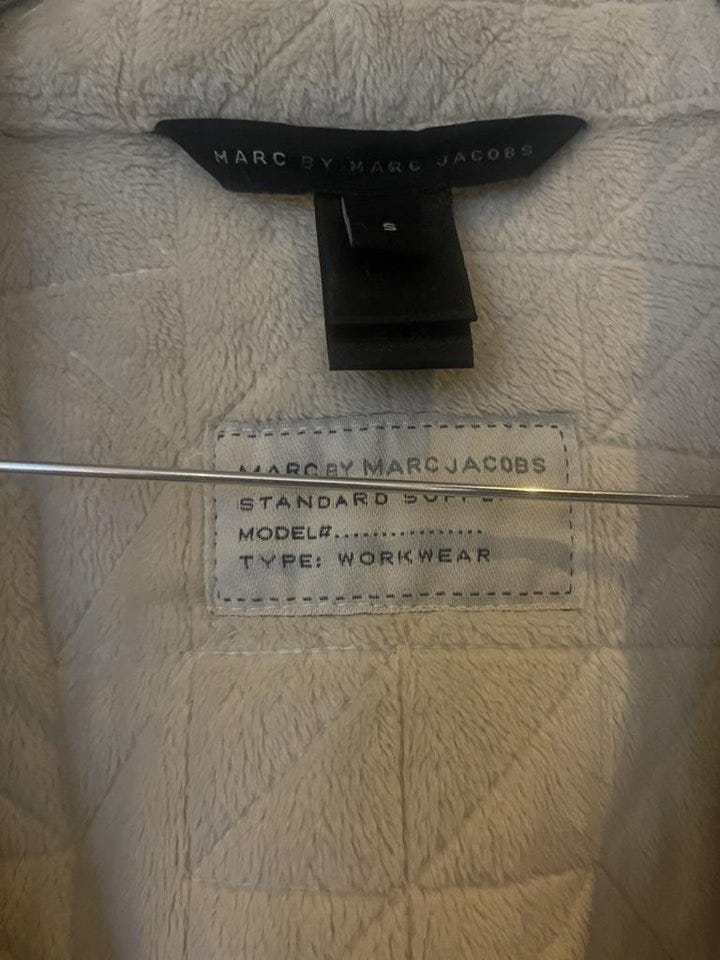 MARC BY MARC JACOBS
S
MARC BY MARC JACOBS
STANDARD
MODEL#................
TYPE: WORKWEAR